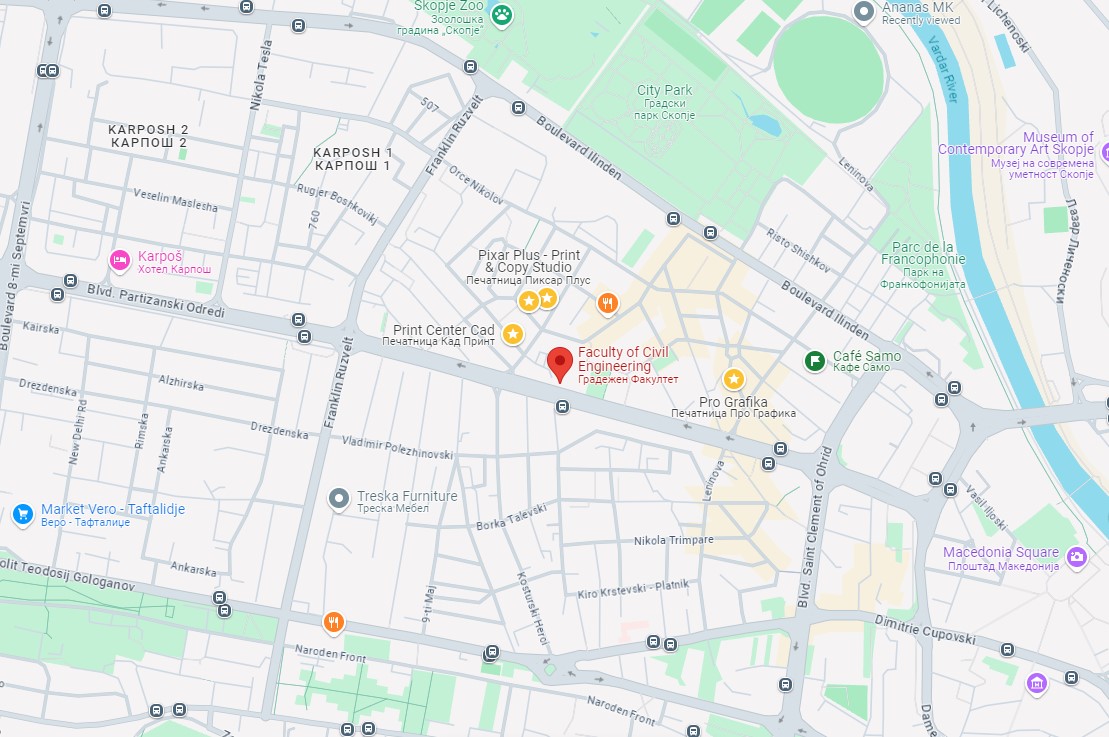 Skopje Zoo
Зоолошка
градина „Скопје“
Ananas MK
Recently viewed
Lichenoski
Vardar River
Nikola Tesla
City Park
Градски
парк Скопје
507
Franklin Ruzvelt
Boulevard Ilinden
KARPOSH 2
КАРПОШ 2
KARPOSH 1
КАРПОШ 1
Museum of
Contemporary Art Skopje
Музеј на современа
уметност Скопје
Leninova
Orce Nikolov
Rugjer Boshkovikj
Veselin Maslesha
760
Лазар Личеноски
Boulevard 8-mi Septemvri
Risto Shishkov
Parc de la
Francophonie
Парк на
Франкофонијата
Karpoš
Хотел Карпош
Pixar Plus - Print
& Copy Studio
Печатница Пиксар Плус
Blvd. Partizanski Odredi
Boulevard Ilinden
Kairska
Print Center Cad
Печатница Кад Принт
Franklin Ruzvelt
Faculty of Civil
Engineering
Градежен Факултет
Café Samo
Кафе Само
Drezdenska
Alzhirska
Pro Grafika
Печатница Про Графика
New Delhi Rd
Rimska
Ankarska
Drezdenska
Vladimir Polezhinovski
Leninova
Blvd. Saint Clement of Ohrid
Treska Furniture
Треска Мебел
Market Vero - Taftalidje
Веро - Тафталиџе
Borka Talevski
Vasil Iljoski
Nikola Trimpare
Macedonia Square
Плоштад Македонија
Ankarska
olit Teodosij Gologanov
9-ti Maj
Kosturski Heroi
Kiro Krstevski - Platnik
Dimitrie Cupovski
Naroden Front
Naroden Front
Dame